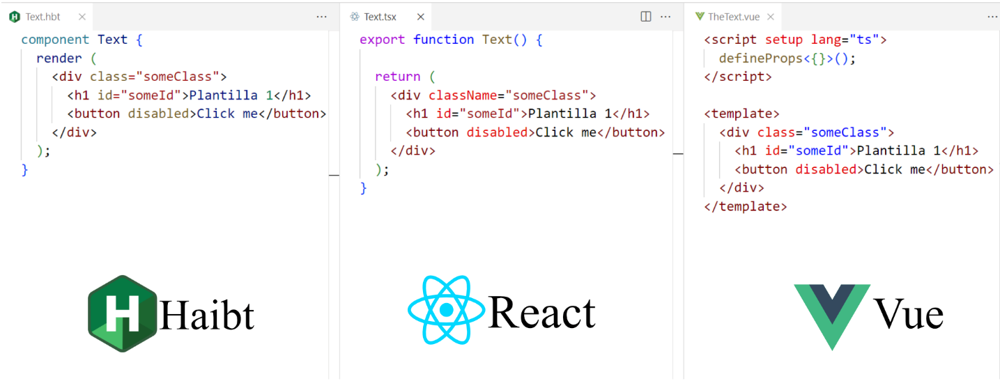 Text.hbt
component Text {
render (
<div class="someClass">
<h1 id="someId">Plantilla 1</h1>
<button disabled>Click me</button>
</div>
);
}
H Haibt
Text.tsx
export function Text() {
return (
<div className="someClass">
<h1 id="someId">Plantilla 1</h1>
<button disabled>Click me</button>
</div>
);
}
React
TheText.vue
<script setup lang="ts">
defineProps<{}>();
</script>
<template>
<div class="someClass">
<h1 id="someId">Plantilla 1</h1>
<button disabled>Click me</button>
</div>
</template>
Vue